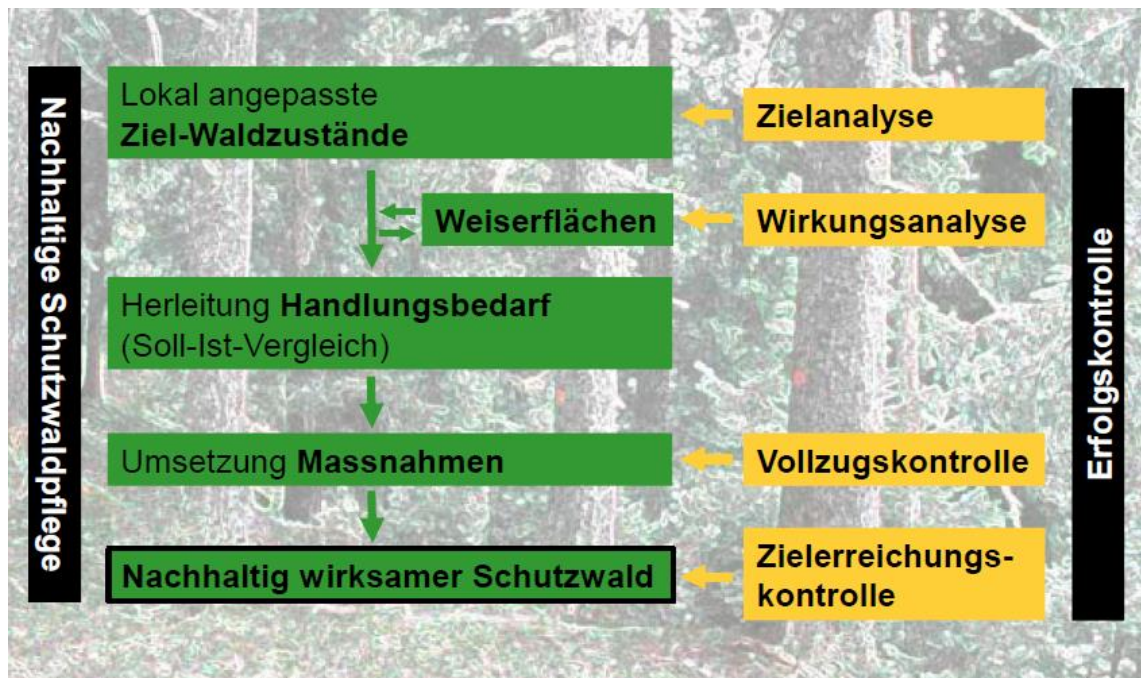 Nachhaltige Schutzwaldpflege
Lokal angepasste
Ziel-Waldzustände
Zielanalyse
Weiserflächen
Wirkungsanalyse
Herleitung Handlungsbedarf
(Soll-Ist-Vergleich)
Umsetzung Massnahmen
Vollzugskontrolle
Nachhaltig wirksamer Schutzwald
Zielerreichungs-
kontrolle
Erfolgskontrolle